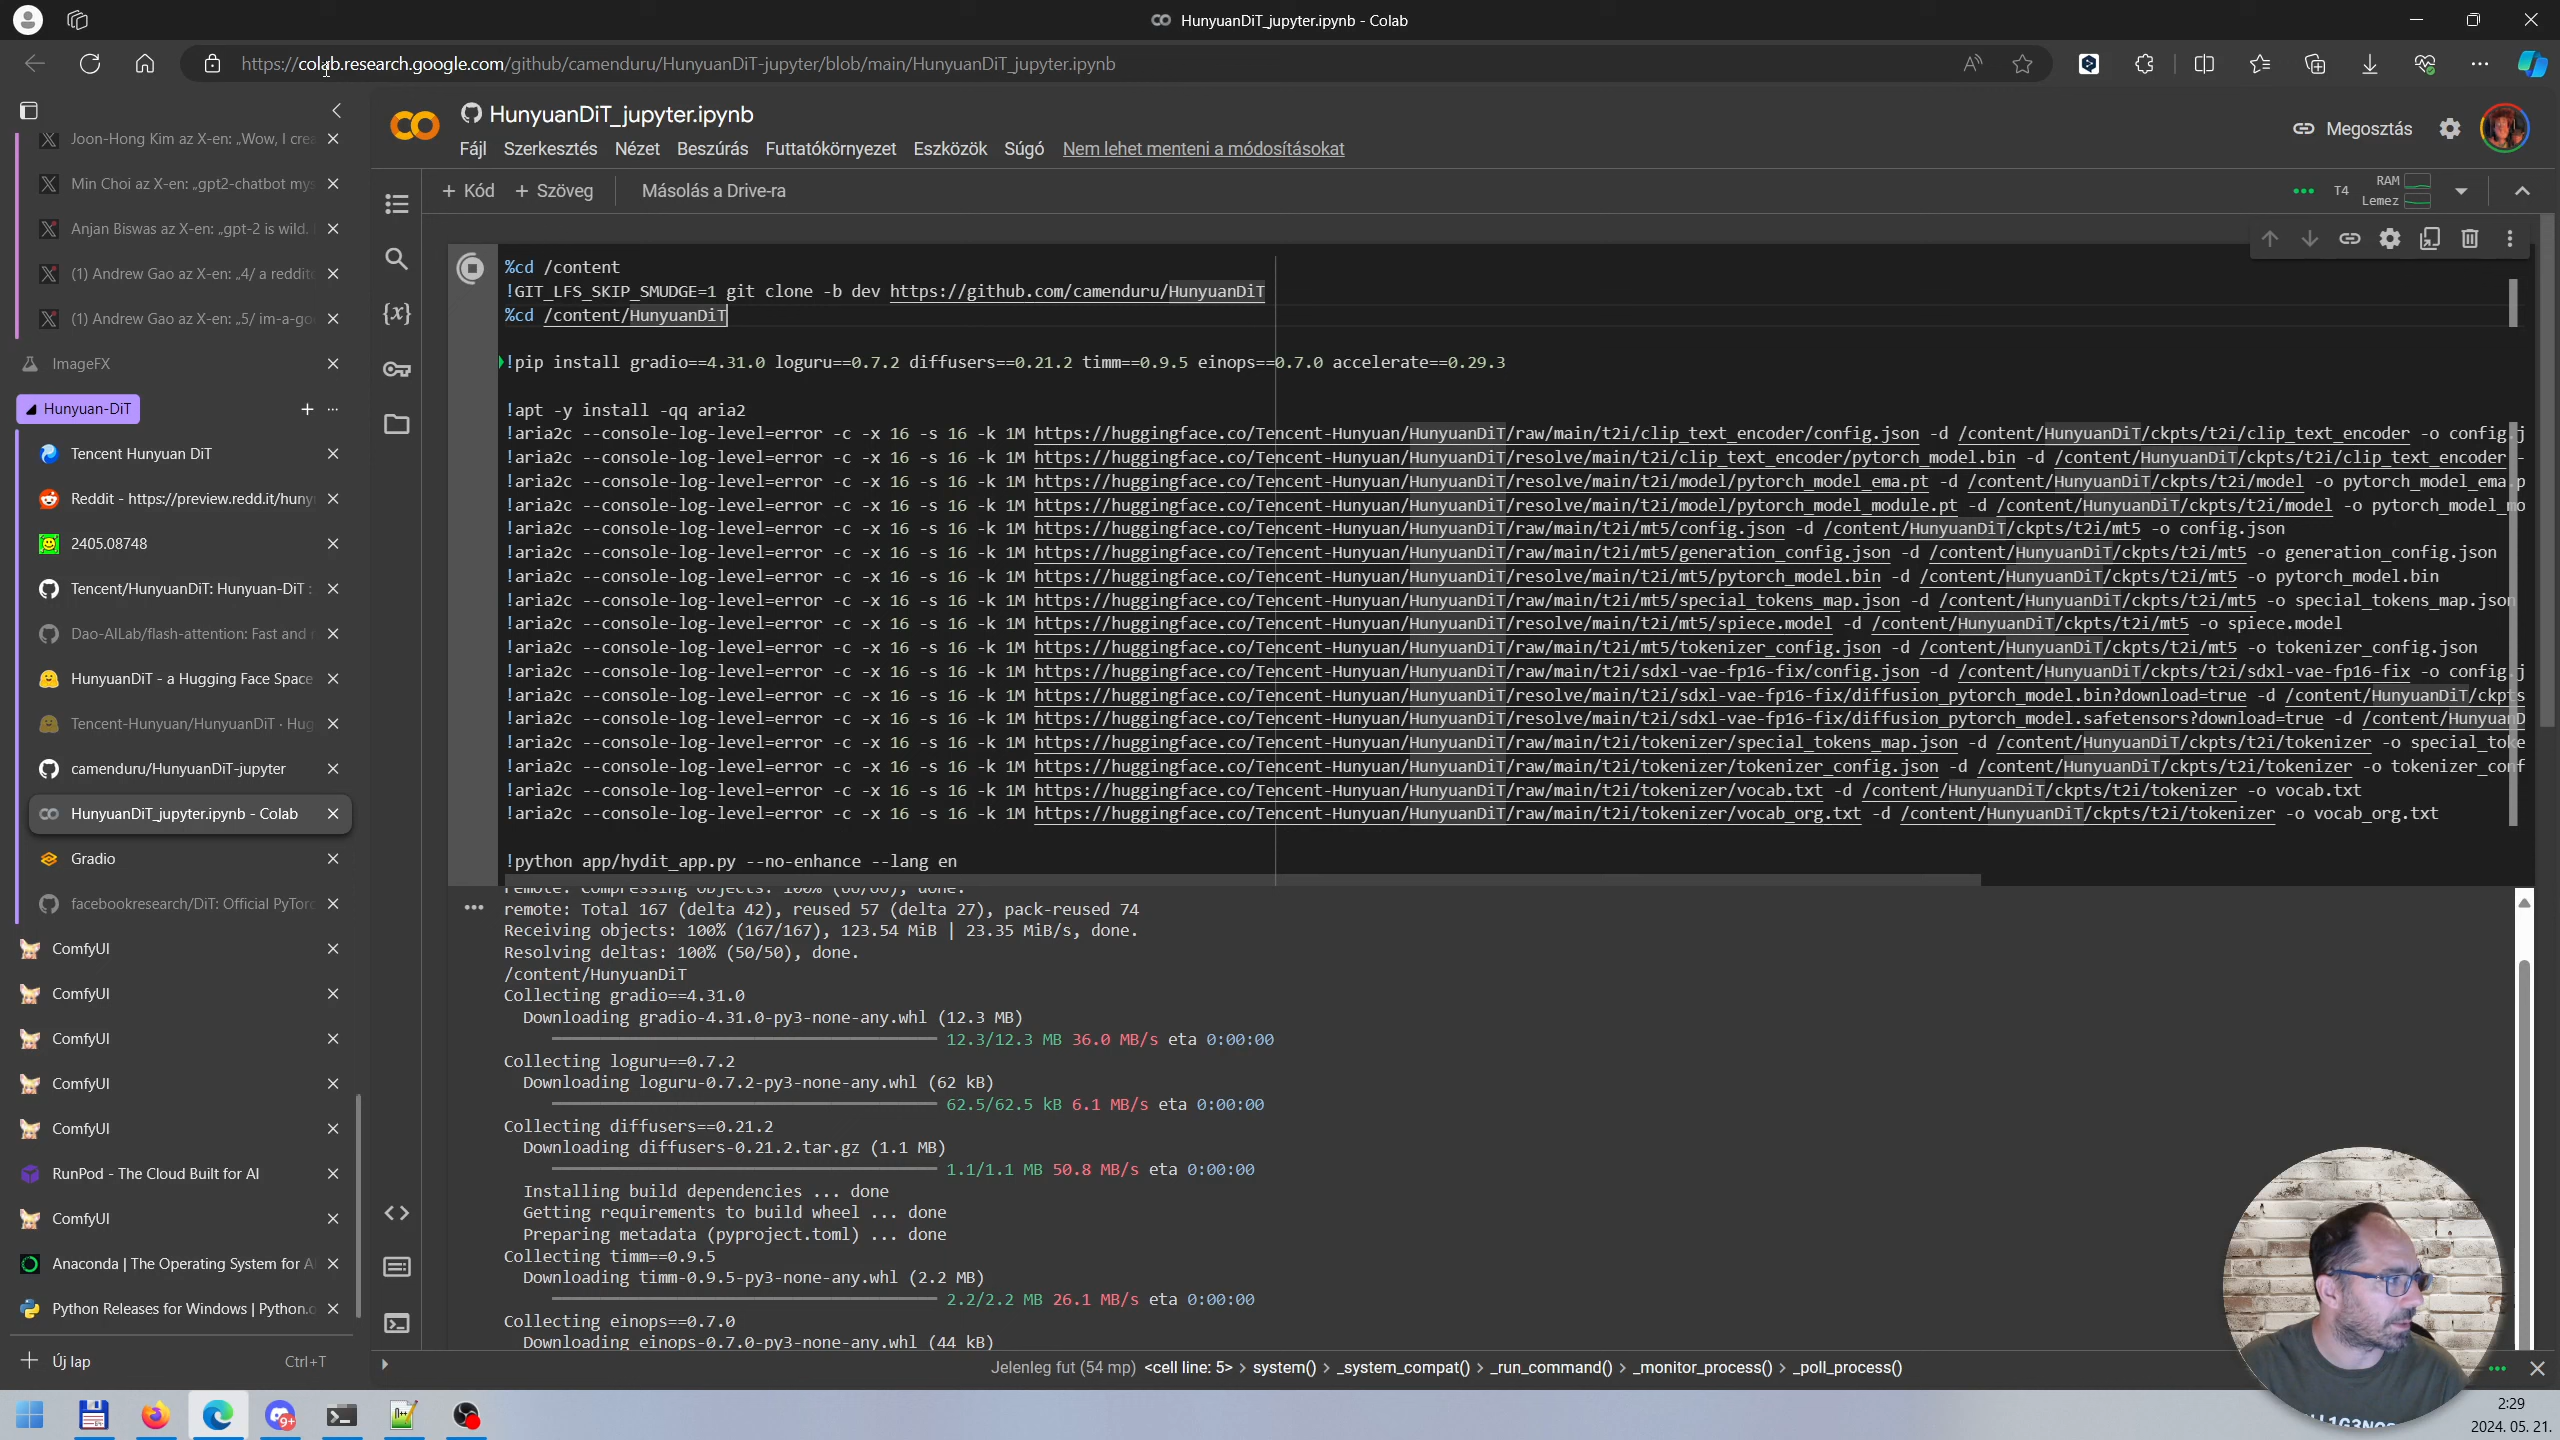 HunyuanDiT_jupyter.ipynb - Colab
https://colab.research.google.com/github/camenduru/HunyuanDiT-jupyter/blob/main/HunyuanDiT_jupyter.ipynb
Joon-Hong Kim az X-en: „Wow, I crea
Min Choi az X-en: „gpt2-chatbot mys
Anjan Biswas az X-en: „gpt-2 is wild.
(1) Andrew Gao az X-en: „4/ a reddit
(1) Andrew Gao az X-en: „5/ im-a-go
ImageFX
Hunyuan-DiT
Tencent Hunyuan DiT
Reddit - https://preview.redd.it/huny
2405.08748
Tencent/HunyuanDiT: Hunyuan-DiT :
Dao-AILab/flash-attention: Fast and
HunyuanDiT - a Hugging Face Space
Tencent-Hunyuan/HunyuanDiT · Hug
camenduru/HunyuanDiT-jupyter
HunyuanDiT_jupyter.ipynb - Colab
Gradio
facebookresearch/DiT: Official PyTorc
ComfyUI
ComfyUI
ComfyUI
ComfyUI
ComfyUI
RunPod - The Cloud Built for AI
ComfyUI
Anaconda | The Operating System for A
Python Releases for Windows | Python.o
Új lap Ctrl+T
HunyuanDiT_jupyter.ipynb
Fájl Szerkesztés Nézet Beszúrás Futtatókörnyezet Eszközök Súgó Nem lehet menteni a módosításokat
Megosztás
+ Kód + Szöveg Másolás a Drive-ra
T4 RAM
Lemez
%cd /content
!GIT_LFS_SKIP_SMUDGE=1 git clone -b dev https://github.com/camenduru/HunyuanDiT
%cd /content/HunyuanDiT
!pip install gradio==4.31.0 loguru==0.7.2 diffusers==0.21.2 timm==0.9.5 einops==0.7.0 accelerate==0.29.3
!apt -y install -qq aria2
!aria2c --console-log-level=error -c -x 16 -s 16 -k 1M https://huggingface.co/Tencent-Hunyuan/HunyuanDiT/raw/main/t2i/clip_text_encoder/config.json -d /content/HunyuanDiT/ckpts/t2i/clip_text_encoder -o config.j
!aria2c --console-log-level=error -c -x 16 -s 16 -k 1M https://huggingface.co/Tencent-Hunyuan/HunyuanDiT/resolve/main/t2i/clip_text_encoder/pytorch_model.bin -d /content/HunyuanDiT/ckpts/t2i/clip_text_encoder -
!aria2c --console-log-level=error -c -x 16 -s 16 -k 1M https://huggingface.co/Tencent-Hunyuan/HunyuanDiT/resolve/main/t2i/model/pytorch_model_ema.pt -d /content/HunyuanDiT/ckpts/t2i/model -o pytorch_model_ema.p
!aria2c --console-log-level=error -c -x 16 -s 16 -k 1M https://huggingface.co/Tencent-Hunyuan/HunyuanDiT/resolve/main/t2i/model/pytorch_model_module.pt -d /content/HunyuanDiT/ckpts/t2i/model -o pytorch_model_mo
!aria2c --console-log-level=error -c -x 16 -s 16 -k 1M https://huggingface.co/Tencent-Hunyuan/HunyuanDiT/raw/main/t2i/mt5/config.json -d /content/HunyuanDiT/ckpts/t2i/mt5 -o config.json
!aria2c --console-log-level=error -c -x 16 -s 16 -k 1M https://huggingface.co/Tencent-Hunyuan/HunyuanDiT/raw/main/t2i/mt5/generation_config.json -d /content/HunyuanDiT/ckpts/t2i/mt5 -o generation_config.json
!aria2c --console-log-level=error -c -x 16 -s 16 -k 1M https://huggingface.co/Tencent-Hunyuan/HunyuanDiT/resolve/main/t2i/mt5/pytorch_model.bin -d /content/HunyuanDiT/ckpts/t2i/mt5 -o pytorch_model.bin
!aria2c --console-log-level=error -c -x 16 -s 16 -k 1M https://huggingface.co/Tencent-Hunyuan/HunyuanDiT/raw/main/t2i/mt5/special_tokens_map.json -d /content/HunyuanDiT/ckpts/t2i/mt5 -o special_tokens_map.json
!aria2c --console-log-level=error -c -x 16 -s 16 -k 1M https://huggingface.co/Tencent-Hunyuan/HunyuanDiT/resolve/main/t2i/mt5/spiece.model -d /content/HunyuanDiT/ckpts/t2i/mt5 -o spiece.model
!aria2c --console-log-level=error -c -x 16 -s 16 -k 1M https://huggingface.co/Tencent-Hunyuan/HunyuanDiT/raw/main/t2i/mt5/tokenizer_config.json -d /content/HunyuanDiT/ckpts/t2i/mt5 -o tokenizer_config.json
!aria2c --console-log-level=error -c -x 16 -s 16 -k 1M https://huggingface.co/Tencent-Hunyuan/HunyuanDiT/raw/main/t2i/sdxl-vae-fp16-fix/config.json -d /content/HunyuanDiT/ckpts/t2i/sdxl-vae-fp16-fix -o config.j
!aria2c --console-log-level=error -c -x 16 -s 16 -k 1M https://huggingface.co/Tencent-Hunyuan/HunyuanDiT/resolve/main/t2i/sdxl-vae-fp16-fix/diffusion_pytorch_model.bin?download=true -d /content/HunyuanDiT/ckpts
!aria2c --console-log-level=error -c -x 16 -s 16 -k 1M https://huggingface.co/Tencent-Hunyuan/HunyuanDiT/resolve/main/t2i/sdxl-vae-fp16-fix/diffusion_pytorch_model.safetensors?download=true -d /content/HunyuanD
!aria2c --console-log-level=error -c -x 16 -s 16 -k 1M https://huggingface.co/Tencent-Hunyuan/HunyuanDiT/raw/main/t2i/tokenizer/special_tokens_map.json -d /content/HunyuanDiT/ckpts/t2i/tokenizer -o special_toke
!aria2c --console-log-level=error -c -x 16 -s 16 -k 1M https://huggingface.co/Tencent-Hunyuan/HunyuanDiT/raw/main/t2i/tokenizer/tokenizer_config.json -d /content/HunyuanDiT/ckpts/t2i/tokenizer -o tokenizer_conf
!aria2c --console-log-level=error -c -x 16 -s 16 -k 1M https://huggingface.co/Tencent-Hunyuan/HunyuanDiT/raw/main/t2i/tokenizer/vocab.txt -d /content/HunyuanDiT/ckpts/t2i/tokenizer -o vocab.txt
!aria2c --console-log-level=error -c -x 16 -s 16 -k 1M https://huggingface.co/Tencent-Hunyuan/HunyuanDiT/raw/main/t2i/tokenizer/vocab_org.txt -d /content/HunyuanDiT/ckpts/t2i/tokenizer -o vocab_org.txt
!python app/hydit_app.py --no-enhance --lang en
remote: Compressing objects: 100% (66/66), done.
remote: Total 167 (delta 42), reused 57 (delta 27), pack-reused 74
Receiving objects: 100% (167/167), 123.54 MiB | 23.35 MiB/s, done.
Resolving deltas: 100% (50/50), done.
/content/HunyuanDiT
Collecting gradio==4.31.0
Downloading gradio-4.31.0-py3-none-any.whl (12.3 MB)
12.3/12.3 MB 36.0 MB/s eta 0:00:00
Collecting loguru==0.7.2
Downloading loguru-0.7.2-py3-none-any.whl (62 kB)
62.5/62.5 kB 6.1 MB/s eta 0:00:00
Collecting diffusers==0.21.2
Downloading diffusers-0.21.2.tar.gz (1.1 MB)
1.1/1.1 MB 50.8 MB/s eta 0:00:00
Installing build dependencies ... done
Getting requirements to build wheel ... done
Preparing metadata (pyproject.toml) ... done
Collecting timm==0.9.5
Downloading timm-0.9.5-py3-none-any.whl (2.2 MB)
2.2/2.2 MB 26.1 MB/s eta 0:00:00
Collecting einops==0.7.0
Downloading einops-0.7.0-py3-none-any.whl (44 kB)
Jelenleg fut (54 mp) <cell line: 5> > system() > _system_compat() > _run_command() > _monitor_process() > _poll_process()
9+
2:29
2024. 05. 21.